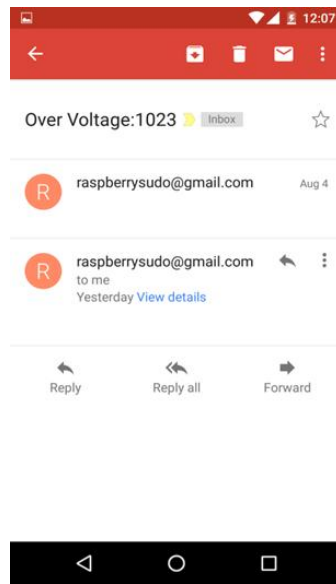 12:07
Over Voltage:1023 Inbox
R raspberrysudo@gmail.com Aug 4
R raspberrysudo@gmail.com
to me
Yesterday View details
Reply Reply all Forward